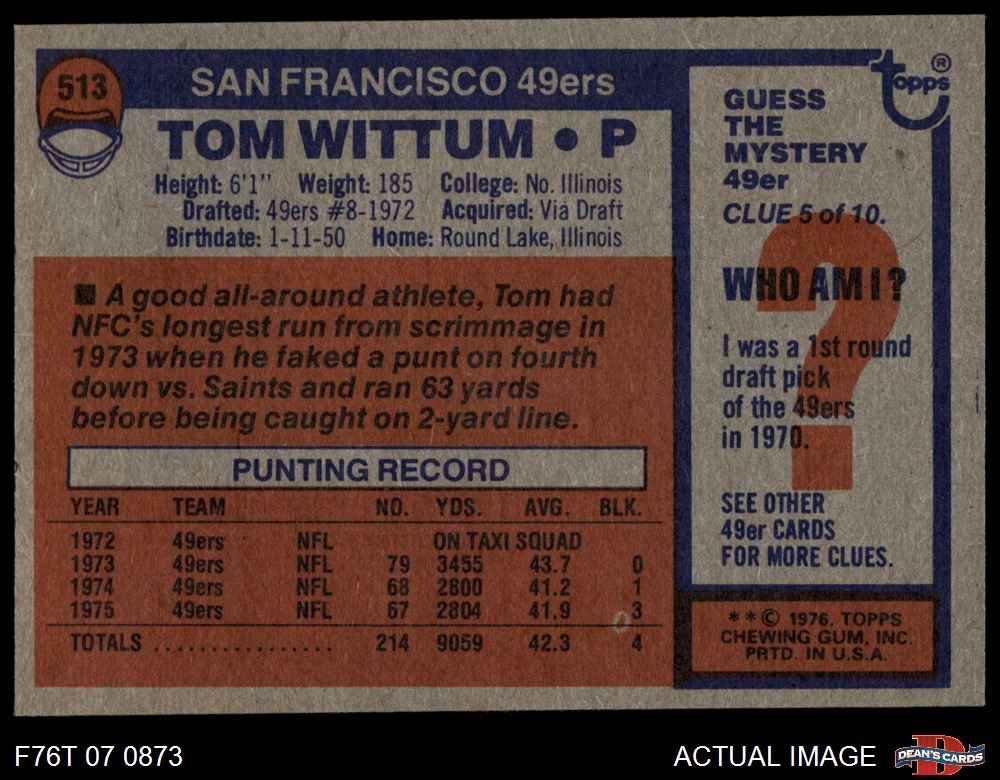 513
SAN FRANCISCO 49ers
TOM WITTUM • P
Height: 6'1" Weight: 185 College: No. Illinois
Drafted: 49ers #8-1972 Acquired: Via Draft
Birthdate: 1-11-50 Home: Round Lake, Illinois
■ A good all-around athlete, Tom had
NFC's longest run from scrimmage in
1973 when he faked a punt on fourth
down vs. Saints and ran 63 yards
before being caught on 2-yard line.
PUNTING RECORD
YEAR TEAM NO. YDS. AVG. BLK.
1972 49ers NFL ON TAXI SQUAD
1973 49ers NFL 79 3455 43.7 0
1974 49ers NFL 68 2800 41.2 1
1975 49ers NFL 67 2804 41.9 3
TOTALS ................ 214 9059 42.3 4
topps®
GUESS
THE
MYSTERY
49er
CLUE 5 of 10.
?
WHO AM I?
I was a 1st round
draft pick
of the 49ers
in 1970.
SEE OTHER
49er CARDS
FOR MORE CLUES.
**© 1976, TOPPS
CHEWING GUM, INC.
PRTD. IN U.S.A.
F76T 07 0873
ACTUAL IMAGE
D
DEAN'S CARDS